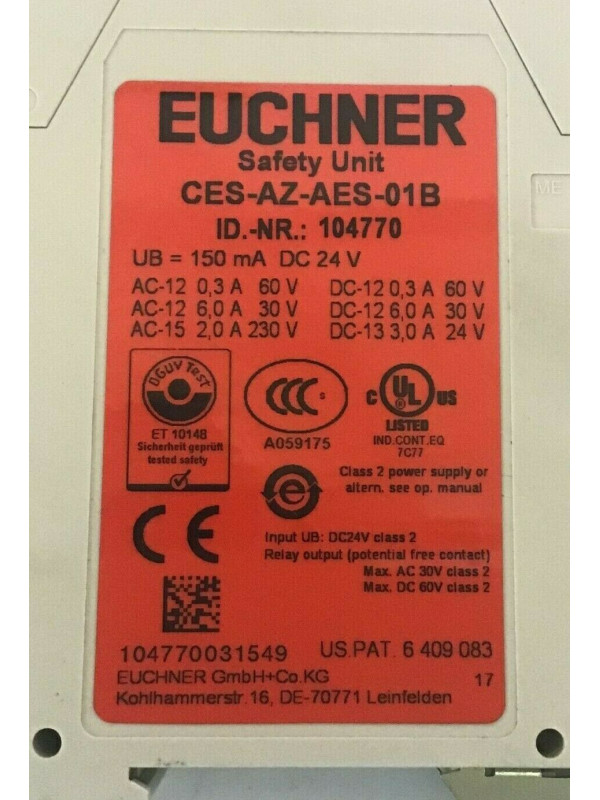 EUCHNER
Safety Unit
CES-AZ-AES-01B
ID.-NR.: 104770
UB = 150 mA DC 24 V
AC-12 0,3 A 60 V DC-12 0,3 A 60 V
AC-12 6,0 A 30 V DC-12 6,0 A 30 V
AC-15 2,0 A 230 V DC-13 3,0 A 24 V
DGUV Test
ET 10148
Sicherheit geprüft
tested safety
CCC S
A059175
C UL US
LISTED
IND.CONT.EQ
7C77
Class 2 power supply or
altern. see op. manual
e
CE
Input UB: DC24V class 2
Relay output (potential free contact)
Max. AC 30V class 2
Max. DC 60V class 2
104770031549 US.PAT. 6 409 083
EUCHNER GmbH+Co.KG 17
Kohlhammerstr.16, DE-70771 Leinfelden
ME